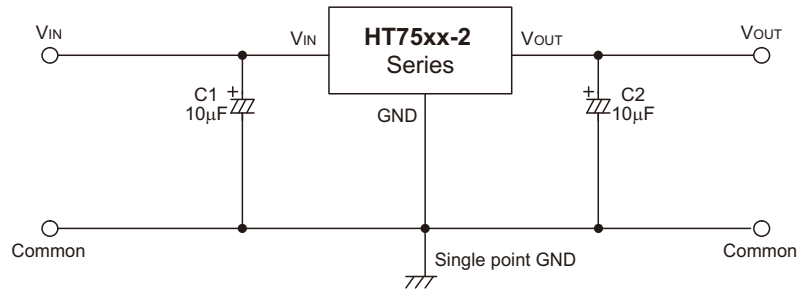 VIN
VIN
HT75xx-2
Series
VOUT
VOUT
C1
10μF
GND
C2
10μF
Common
Single point GND
Common